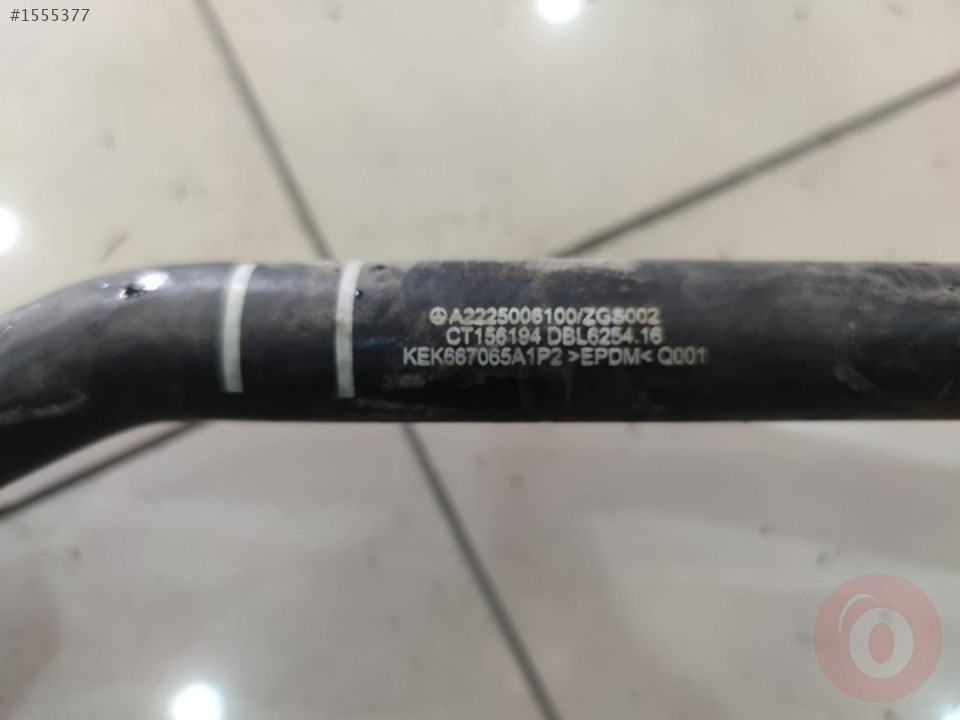 #1555377
A2225006100/ZGS002
CT156194 DBL6254.16
KEK667065A1P2 >EPDM< Q001